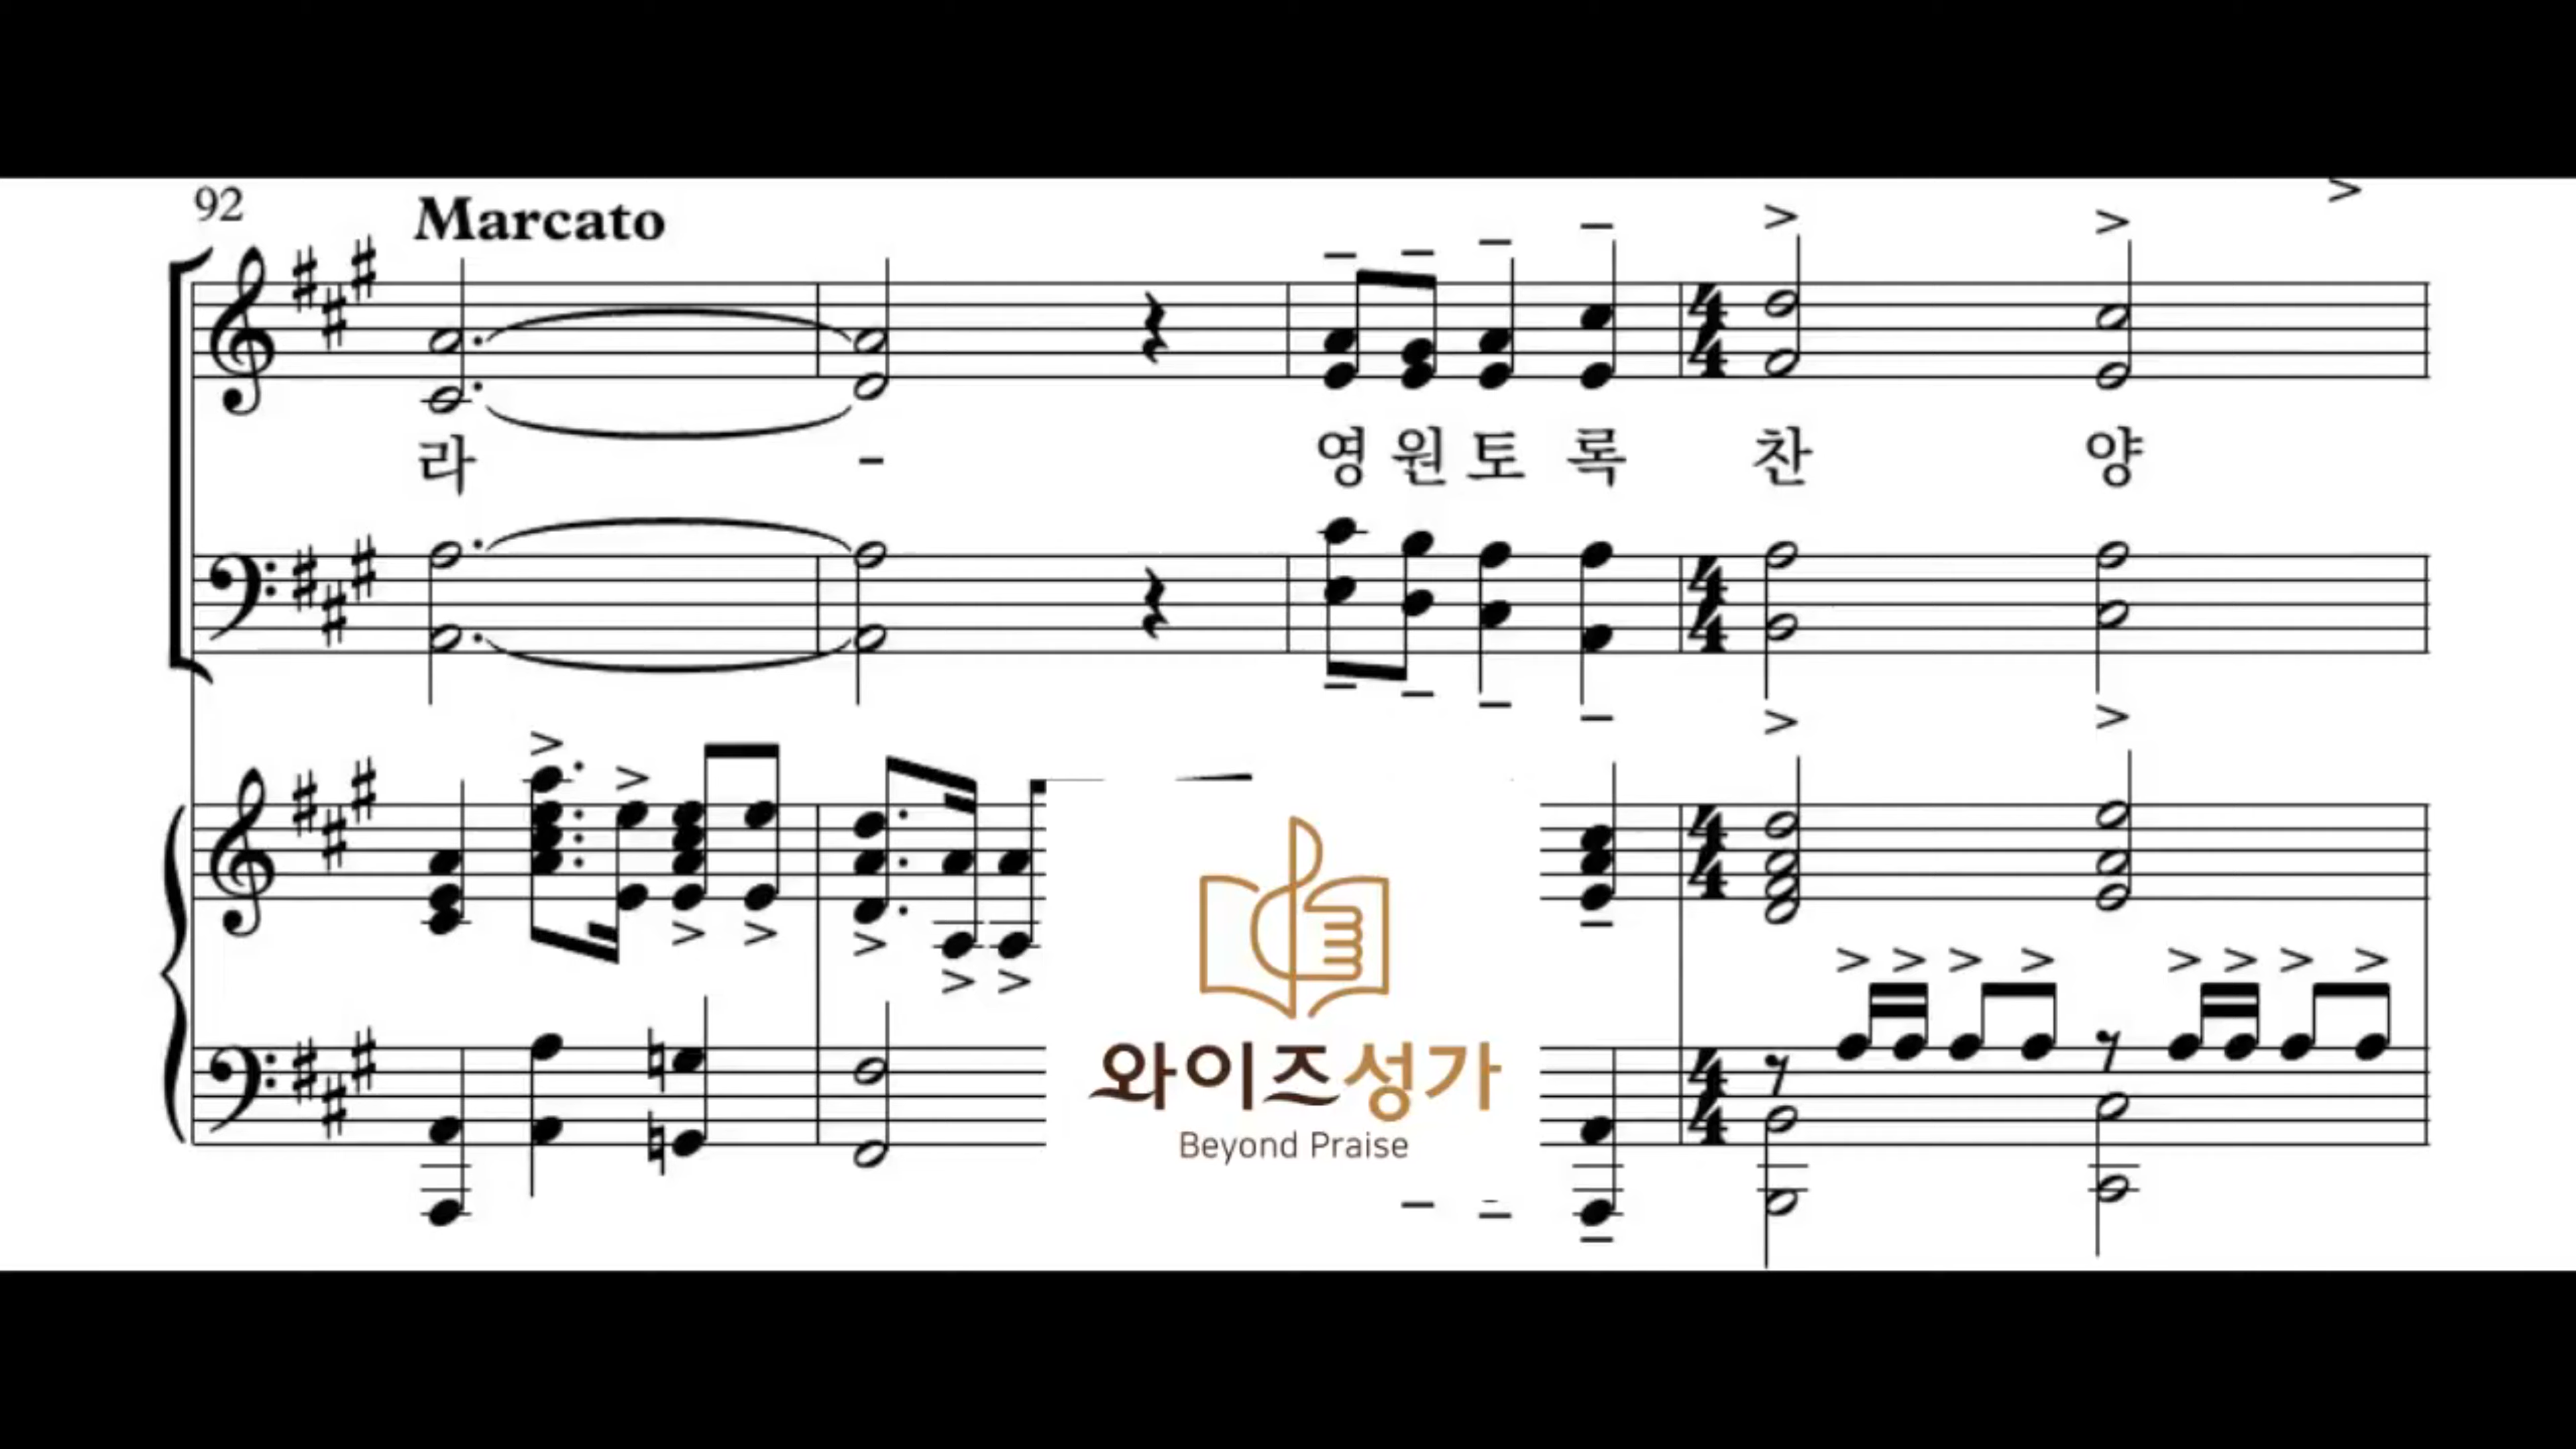 92
Marcato
라 - 영 원 토 록 찬 양
와이즈성가
Beyond Praise